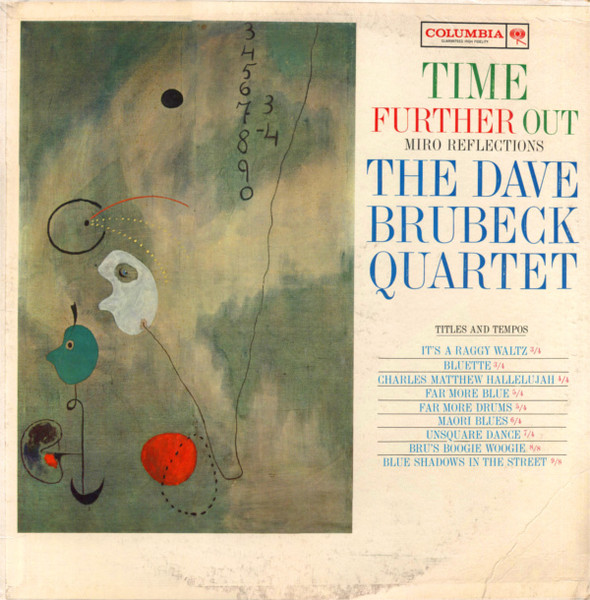 3
4
5
6
7
8
9
0
3
-4
COLUMBIA
GUARANTEED HIGH FIDELITY
TIME
FURTHER OUT
MIRO REFLECTIONS
THE DAVE
BRUBECK
QUARTET
TITLES AND TEMPOS
IT'S A RAGGY WALTZ 3/4
BLUETTE 3/4
CHARLES MATTHEW HALLELUJAH 4/4
FAR MORE BLUE 5/4
FAR MORE DRUMS 5/4
MAORI BLUES 6/4
UNSQUARE DANCE 7/4
BRU'S BOOGIE WOOGIE 8/8
BLUE SHADOWS IN THE STREET 9/8